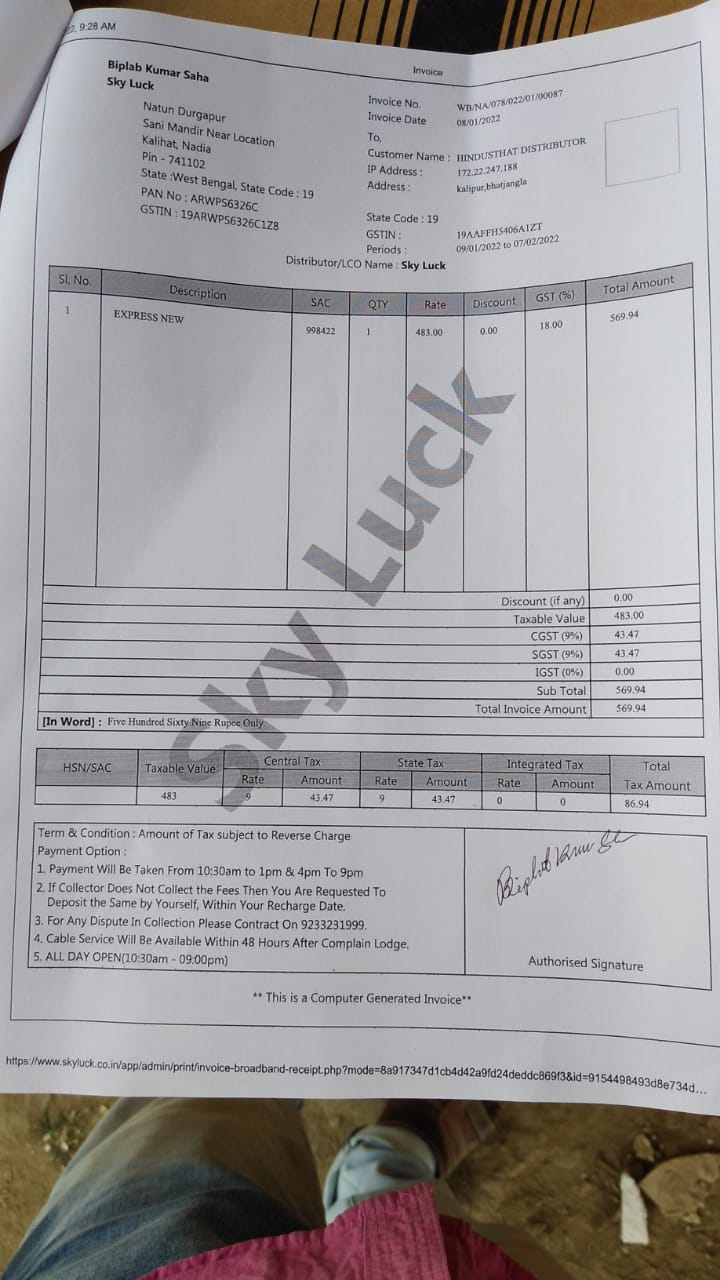 22, 9:28 AM
Invoice
Biplab Kumar Saha
Sky Luck
Natun Durgapur
Sani Mandir Near Location
Kalihat, Nadia
Pin - 741102
State :West Bengal, State Code : 19
PAN No : ARWPS6326C
GSTIN : 19ARWPS6326C1Z8
Invoice No. WB/NA/078/022/01/00087
Invoice Date 08/01/2022
To,
Customer Name : HINDUSTHAT DISTRIBUTOR
IP Address : 172.22.247.188
Address : kalipur,bhatjangla
State Code : 19
GSTIN : 19AAFFH5406A1ZT
Periods : 09/01/2022 to 07/02/2022
Distributor/LCO Name : Sky Luck
Sl. No. Description SAC QTY Rate Discount GST (%) Total Amount
1 EXPRESS NEW 998422 1 483.00 0.00 18.00 569.94
Sky Luck
Discount (if any) 0.00
Taxable Value 483.00
CGST (9%) 43.47
SGST (9%) 43.47
IGST (0%) 0.00
Sub Total 569.94
Total Invoice Amount 569.94
[In Word] : Five Hundred Sixty Nine Rupee Only.
HSN/SAC Taxable Value Central Tax State Tax Integrated Tax Total
Rate Amount Rate Amount Rate Amount Tax Amount
483 9 43.47 9 43.47 0 0 86.94
Term & Condition : Amount of Tax subject to Reverse Charge
Payment Option :
1. Payment Will Be Taken From 10:30am to 1pm & 4pm To 9pm
2. If Collector Does Not Collect the Fees Then You Are Requested To
Deposit the Same by Yourself, Within Your Recharge Date.
3. For Any Dispute In Collection Please Contract On 9233231999.
4. Cable Service Will Be Available Within 48 Hours After Complain Lodge.
5. ALL DAY OPEN(10:30am - 09:00pm)
Authorised Signature
** This is a Computer Generated Invoice**
https://www.skyluck.co.in/app/admin/print/invoice-broadband-receipt.php?mode=8a917347d1cb4d42a9fd24deddc869f3&id=9154498493d8e734d...